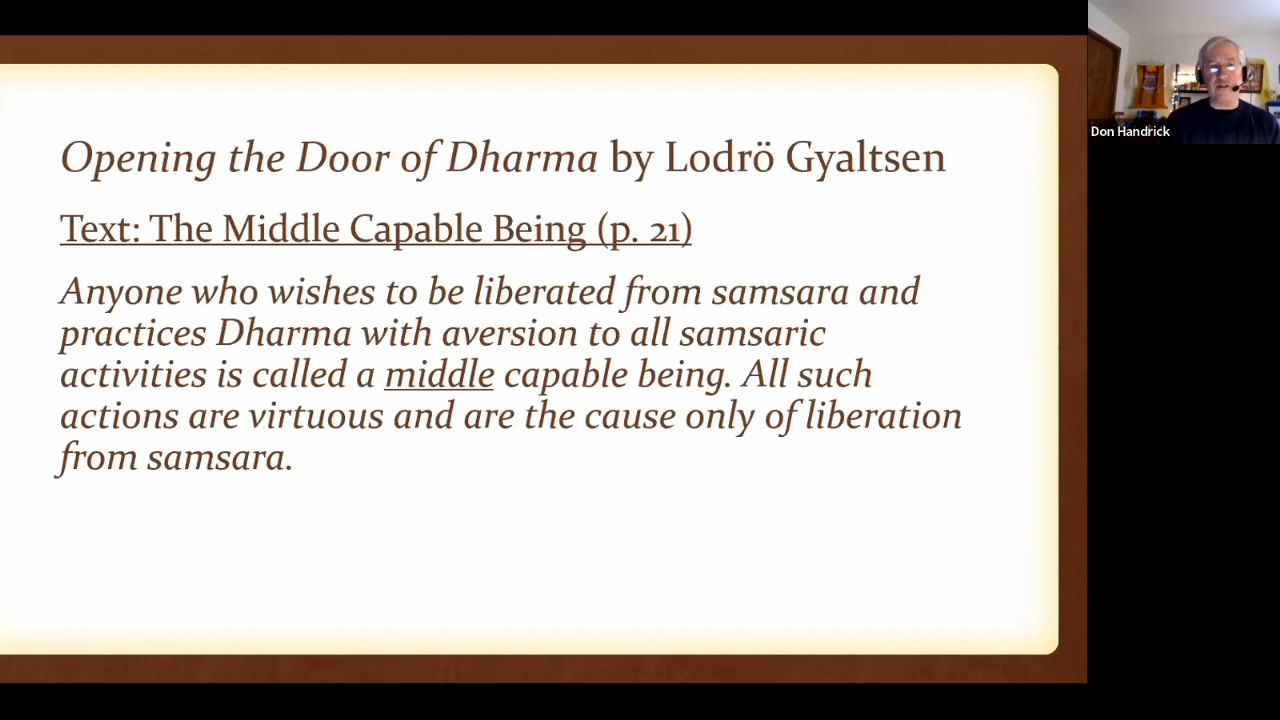 Opening the Door of Dharma by Lodrö Gyaltsen
Text: The Middle Capable Being (p. 21)
Anyone who wishes to be liberated from samsara and
practices Dharma with aversion to all samsaric
activities is called a middle capable being. All such
actions are virtuous and are the cause only of liberation
from samsara.
Don Handrick